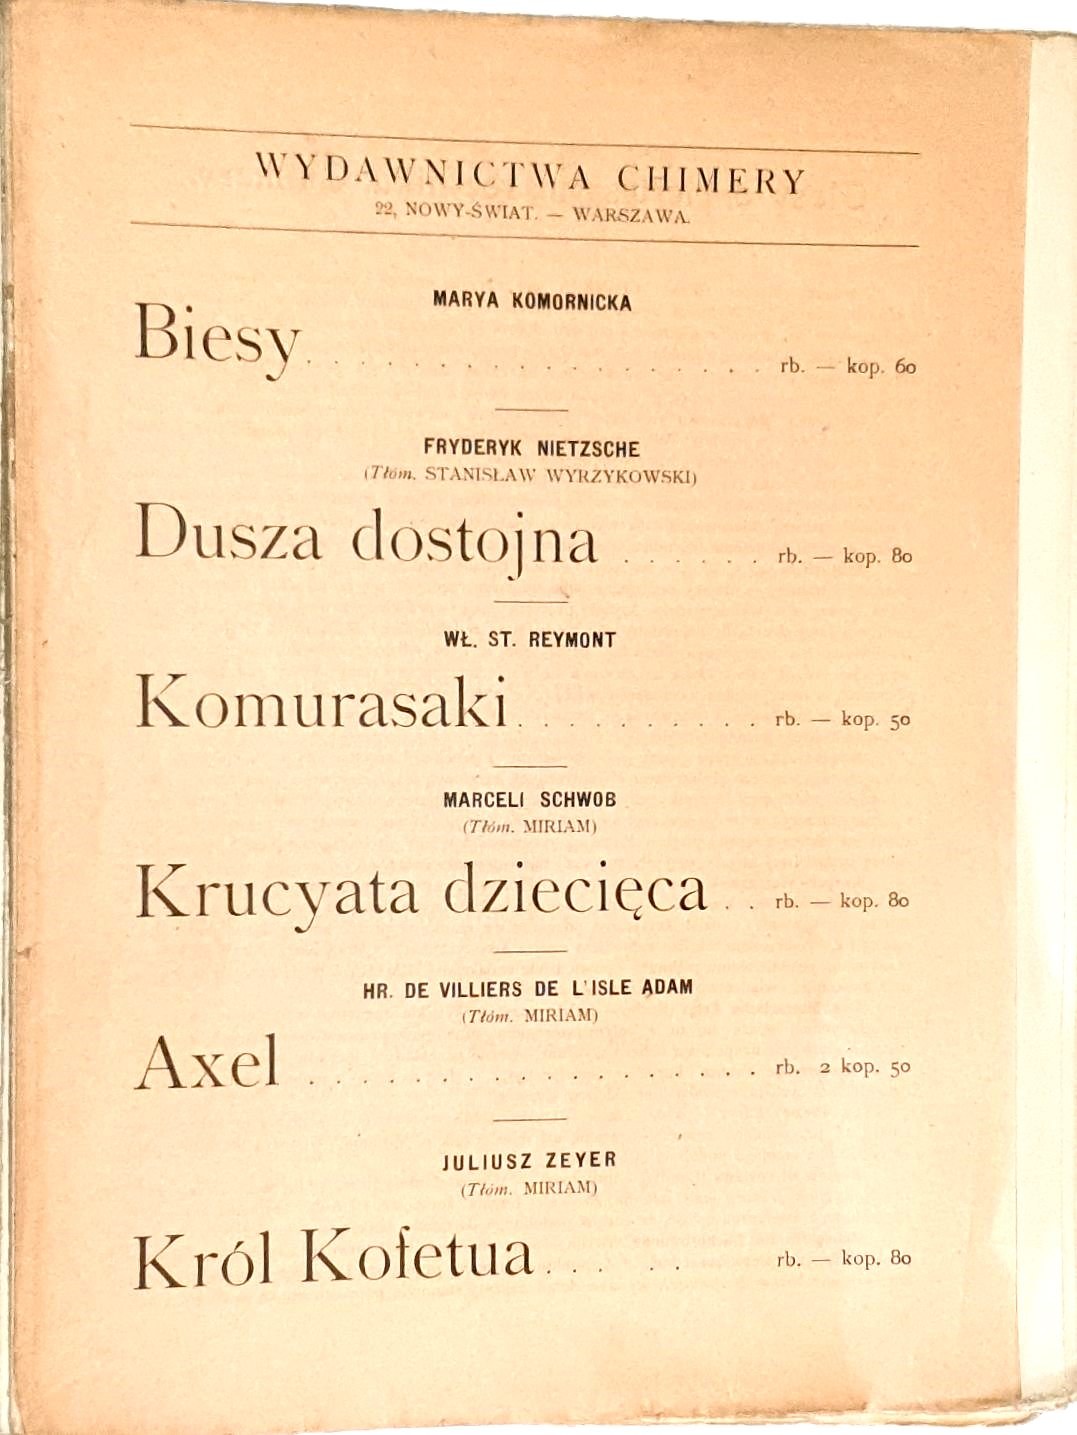 WYDAWNICTWA CHIMERY
22, NOWY-ŚWIAT. — WARSZAWA.
MARYA KOMORNICKA
Biesy . . . . . . . . . . . . . . . . . . rb. — kop. 60
FRYDERYK NIETZSCHE
(Tłóm. STANISŁAW WYRZYKOWSKI)
Dusza dostojna . . . . . . rb. — kop. 80
WŁ. ST. REYMONT
Komurasaki . . . . . . . . . . rb. — kop. 50
MARCELI SCHWOB
(Tłóm. MIRIAM)
Krucyata dziecięca . . rb. — kop. 80
HR. DE VILLIERS DE L'ISLE ADAM
(Tłóm. MIRIAM)
Axel . . . . . . . . . . . . . . . . . . rb. 2 kop. 50
JULIUSZ ZEYER
(Tłóm. MIRIAM)
Król Kofetua . . . . . rb. — kop. 80